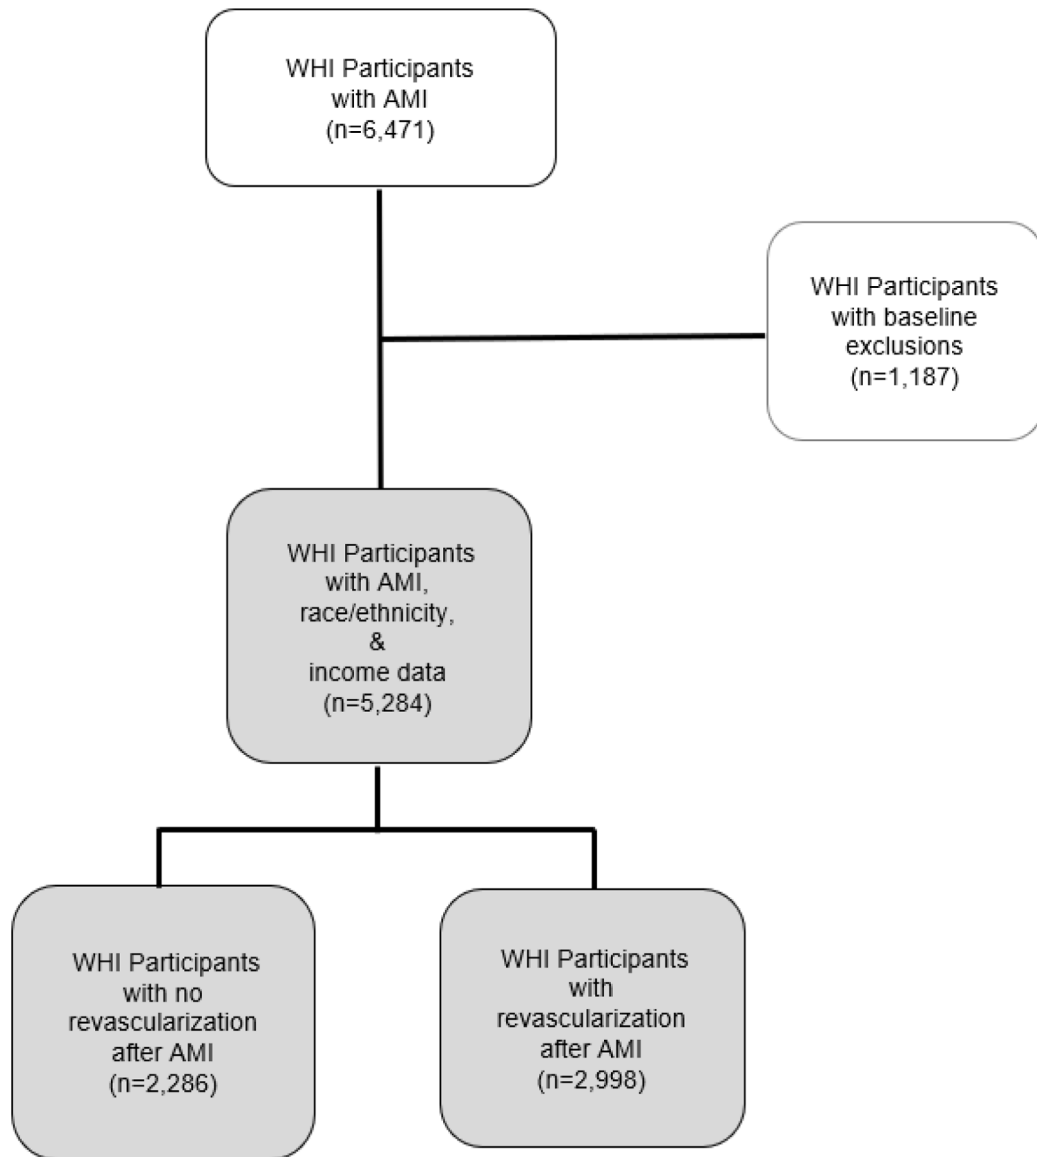 WHI Participants
with AMI
(n=6,471)
WHI Participants
with baseline
exclusions
(n=1,187)
WHI Participants
with AMI,
race/ethnicity,
&
income data
(n=5,284)
WHI Participants
with no
revascularization
after AMI
(n=2,286)
WHI Participants
with
revascularization
after AMI
(n=2,998)